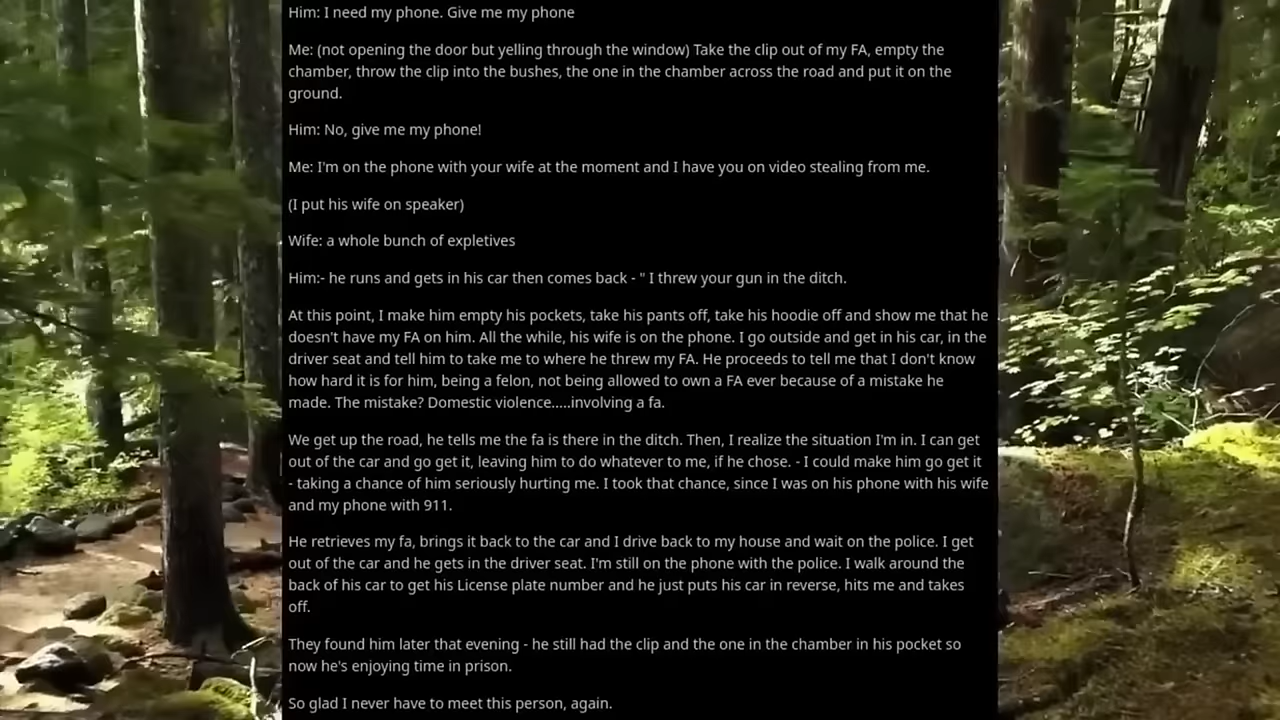 Him: I need my phone. Give me my phone
Me: (not opening the door but yelling through the window) Take the clip out of my FA, empty the
chamber, throw the clip into the bushes, the one in the chamber across the road and put it on the
ground.
Him: No, give me my phone!
Me: I'm on the phone with your wife at the moment and I have you on video stealing from me.
(I put his wife on speaker)
Wife: a whole bunch of expletives
Him:- he runs and gets in his car then comes back - " I threw your gun in the ditch.
At this point, I make him empty his pockets, take his pants off, take his hoodie off and show me that he
doesn't have my FA on him. All the while, his wife is on the phone. I go outside and get in his car, in the
driver seat and tell him to take me to where he threw my FA. He proceeds to tell me that I don't know
how hard it is for him, being a felon, not being allowed to own a FA ever because of a mistake he
made. The mistake? Domestic violence.....involving a fa.
We get up the road, he tells me the fa is there in the ditch. Then, I realize the situation I'm in. I can get
out of the car and go get it, leaving him to do whatever to me, if he chose. - I could make him go get it
- taking a chance of him seriously hurting me. I took that chance, since I was on his phone with his wife
and my phone with 911.
He retrieves my fa, brings it back to the car and I drive back to my house and wait on the police. I get
out of the car and he gets in the driver seat. I'm still on the phone with the police. I walk around the
back of his car to get his License plate number and he just puts his car in reverse, hits me and takes
off.
They found him later that evening - he still had the clip and the one in the chamber in his pocket so
now he's enjoying time in prison.
So glad I never have to meet this person, again.